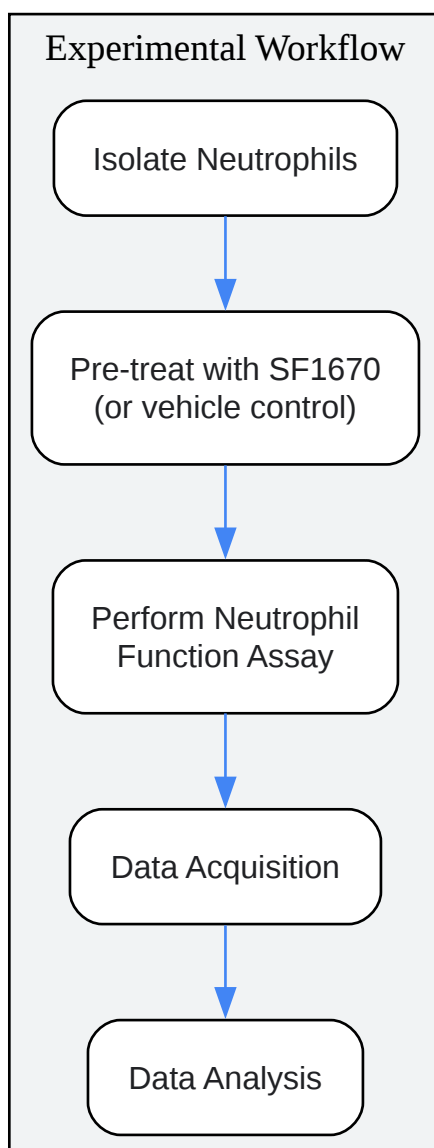 Experimental Workflow
Isolate Neutrophils
Pre-treat with SF1670
(or vehicle control)
Perform Neutrophil
Function Assay
Data Acquisition
Data Analysis